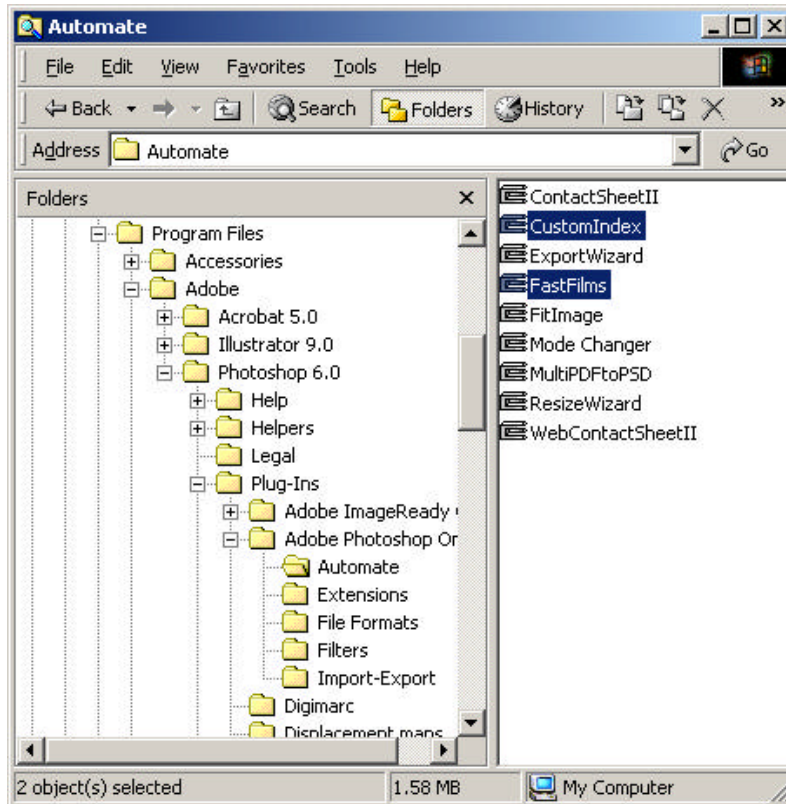 Automate
File Edit View Favorites Tools Help
Back Search Folders History »
Address Automate Go
Folders
Program Files
Accessories
Adobe
Acrobat 5.0
Illustrator 9.0
Photoshop 6.0
Help
Helpers
Legal
Plug-Ins
Adobe ImageReady
Adobe Photoshop Or
Automate
Extensions
File Formats
Filters
Import-Export
Digimarc
Displacement maps
ContactSheetII
CustomIndex
ExportWizard
FastFilms
FitImage
Mode Changer
MultiPDFtoPSD
ResizeWizard
WebContactSheetII
2 object(s) selected 1.58 MB My Computer